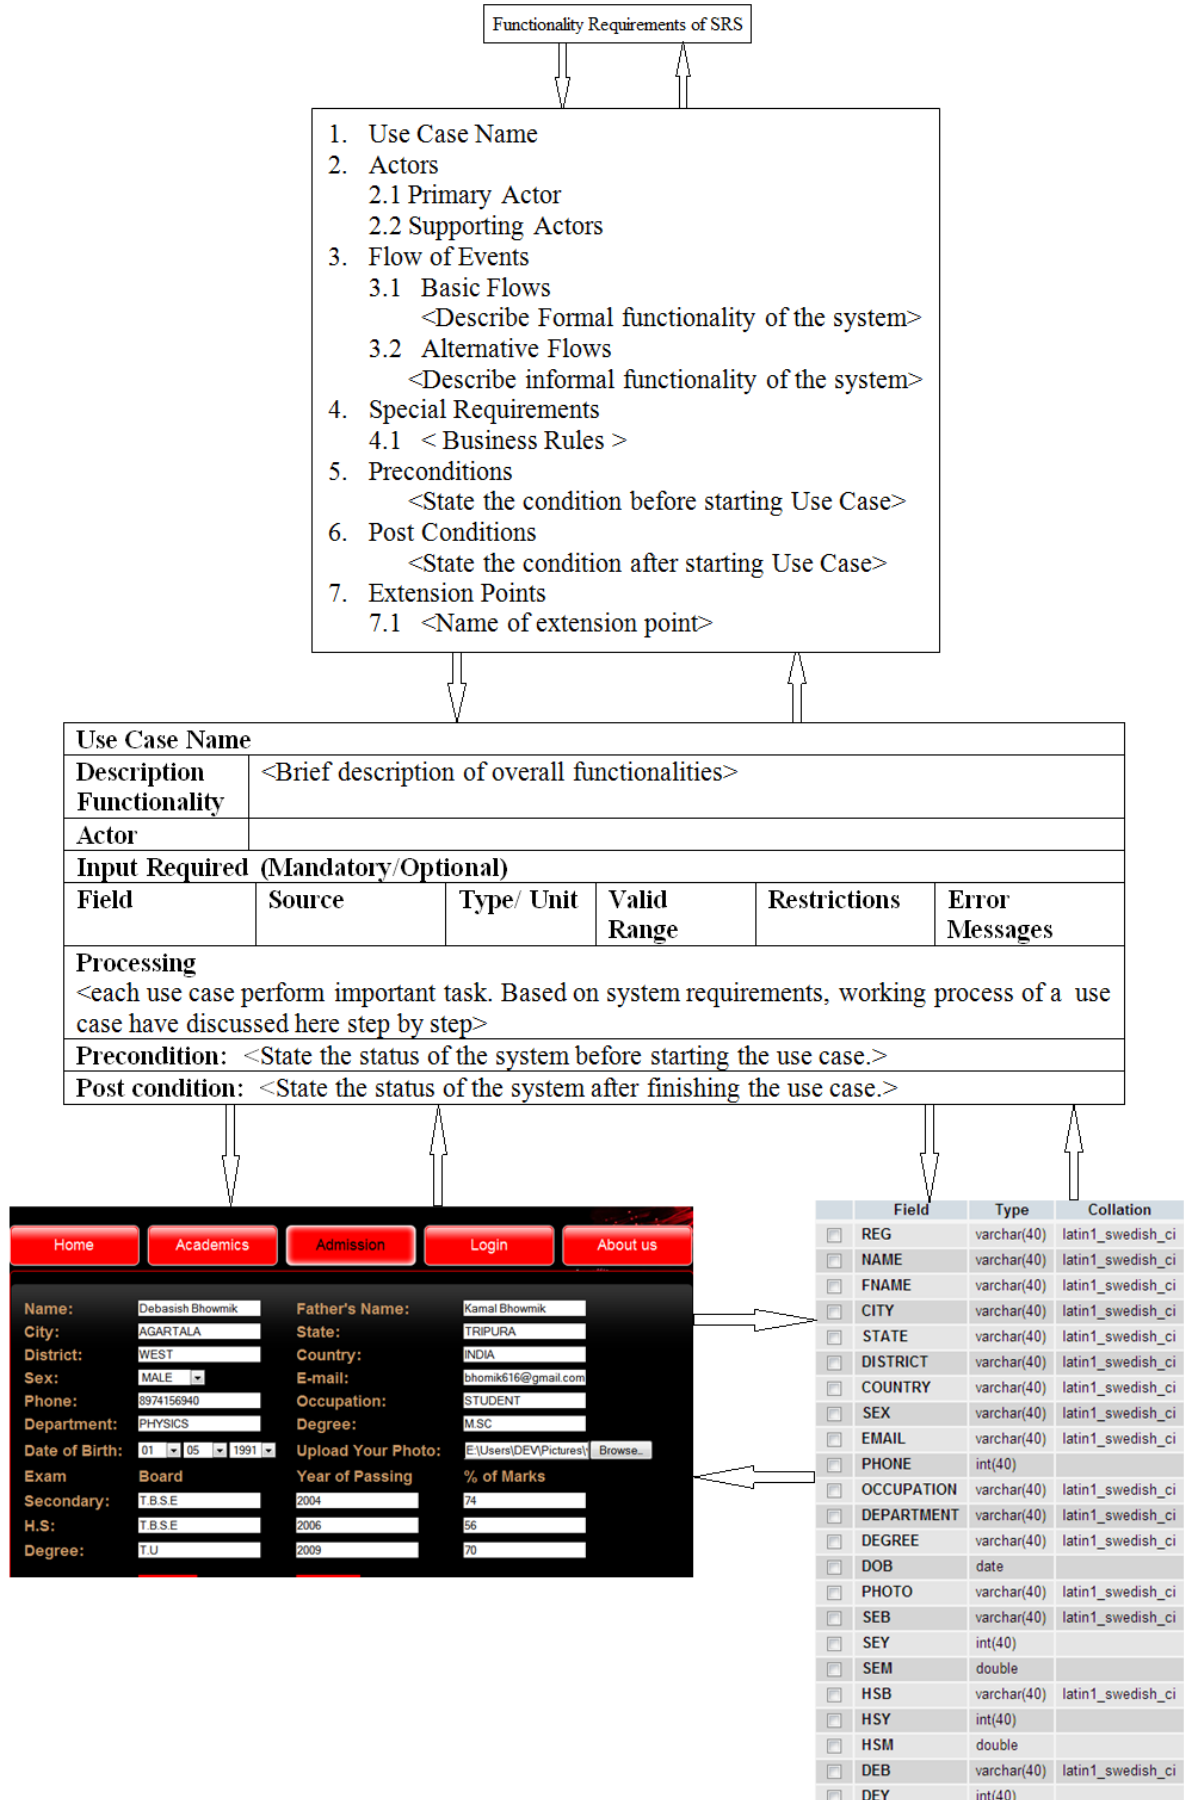 Functionality Requirements of SRS
1. Use Case Name
2. Actors
2.1 Primary Actor
2.2 Supporting Actors
3. Flow of Events
3.1 Basic Flows
<Describe Formal functionality of the system>
3.2 Alternative Flows
<Describe informal functionality of the system>
4. Special Requirements
4.1 < Business Rules >
5. Preconditions
<State the condition before starting Use Case>
6. Post Conditions
<State the condition after starting Use Case>
7. Extension Points
7.1 <Name of extension point>
Use Case Name
Description Functionality <Brief description of overall functionalities>
Actor
Input Required (Mandatory/Optional)
Field Source Type/ Unit Valid Range Restrictions Error Messages
Processing
<each use case perform important task. Based on system requirements, working process of a use
case have discussed here step by step>
Precondition: <State the status of the system before starting the use case.>
Post condition: <State the status of the system after finishing the use case.>
Home Academics Admission Login About us
Name: Debasish Bhowmik Father's Name: Kamal Bhowmik
City: AGARTALA State: TRIPURA
District: WEST Country: INDIA
Sex: MALE E-mail: bhomik616@gmail.com
Phone: 8974156940 Occupation: STUDENT
Department: PHYSICS Degree: M.SC
Date of Birth: 01 05 1991 Upload Your Photo: E:\Users\DEV\Pictures\ Browse..
Exam Board Year of Passing % of Marks
Secondary: T.B.S.E 2004 74
H.S: T.B.S.E 2006 56
Degree: T.U 2009 70
Field Type Collation
REG varchar(40) latin1_swedish_ci
NAME varchar(40) latin1_swedish_ci
FNAME varchar(40) latin1_swedish_ci
CITY varchar(40) latin1_swedish_ci
STATE varchar(40) latin1_swedish_ci
DISTRICT varchar(40) latin1_swedish_ci
COUNTRY varchar(40) latin1_swedish_ci
SEX varchar(40) latin1_swedish_ci
EMAIL varchar(40) latin1_swedish_ci
PHONE int(40)
OCCUPATION varchar(40) latin1_swedish_ci
DEPARTMENT varchar(40) latin1_swedish_ci
DEGREE varchar(40) latin1_swedish_ci
DOB date
PHOTO varchar(40) latin1_swedish_ci
SEB varchar(40) latin1_swedish_ci
SEY int(40)
SEM double
HSB varchar(40) latin1_swedish_ci
HSY int(40)
HSM double
DEB varchar(40) latin1_swedish_ci
DEY int(40)